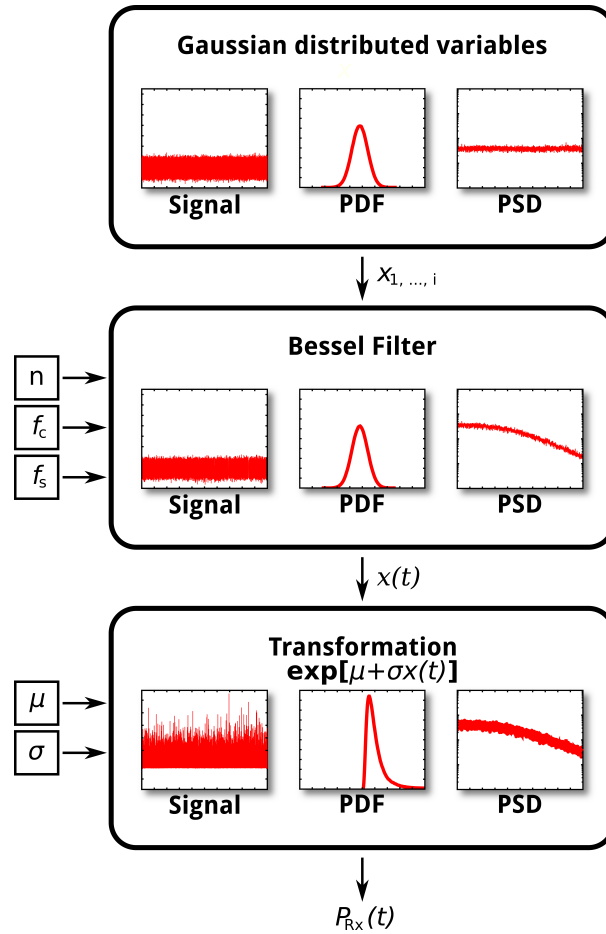 Gaussian distributed variables
Signal PDF PSD
x1, ..., i
Bessel Filter
n
fc
fs
Signal PDF PSD
x(t)
Transformation
exp[μ+σx(t)]
μ
σ
Signal PDF PSD
PRx(t)